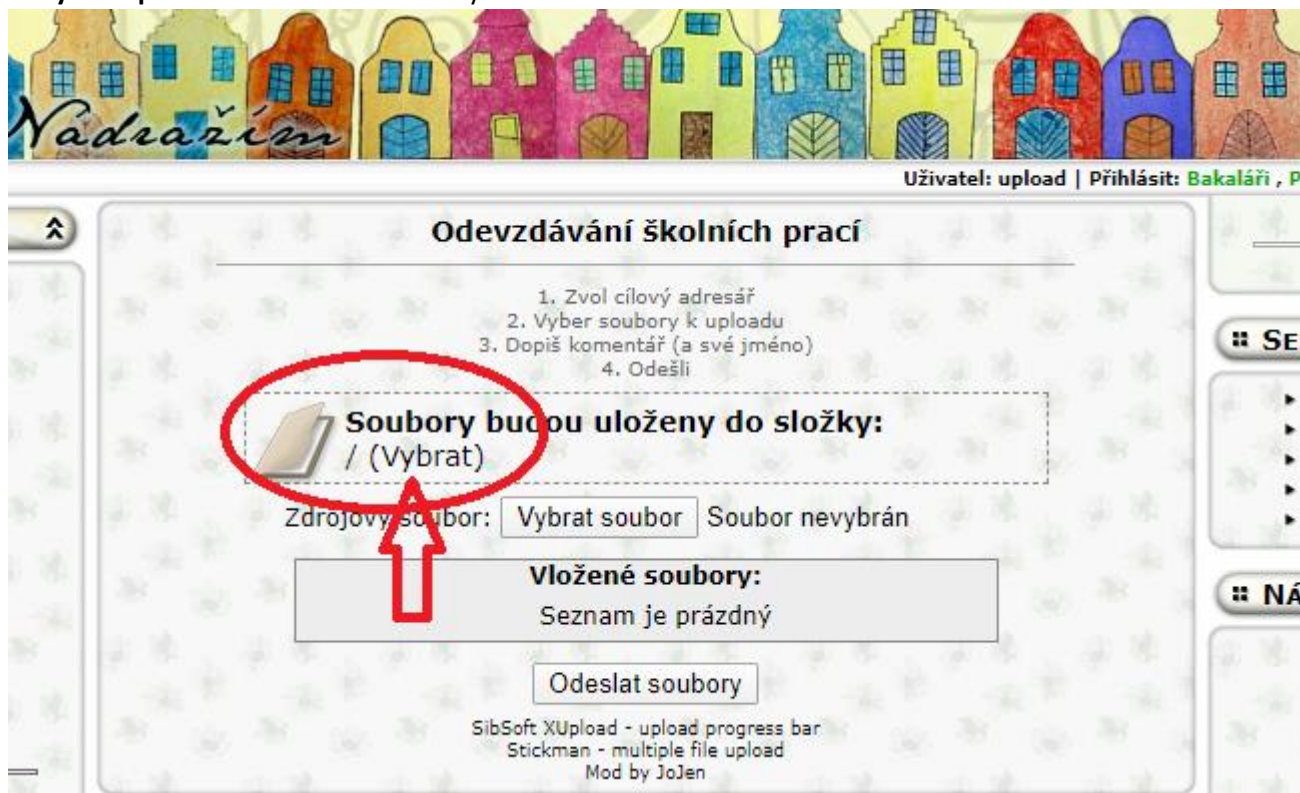 Nádražím
Uživatel: upload | Přihlásit: Bakaláři , P
Odevzdávání školních prací
1. Zvol cílový adresář
2. Vyber soubory k uploadu
3. Dopiš komentář (a své jméno)
4. Odešli
Soubory budou uloženy do složky:
/ (Vybrat)
Zdrojový soubor: Vybrat soubor Soubor nevybrán
Vložené soubory:
Seznam je prázdný
Odeslat soubory
SibSoft XUpload - upload progress bar
Stickman - multiple file upload
Mod by JoJen
SE
NÁ